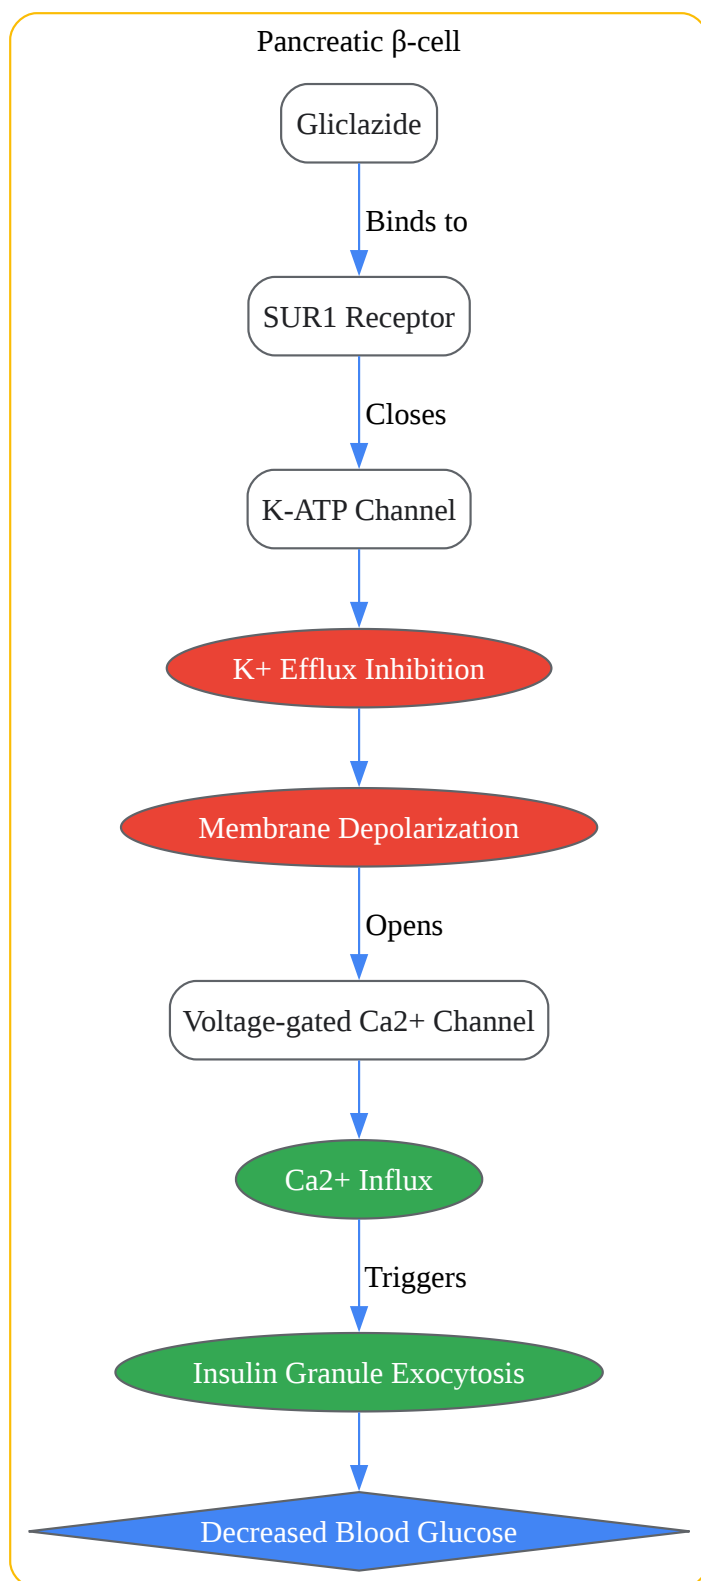 Pancreatic β-cell
Gliclazide
Binds to
SUR1 Receptor
Closes
K-ATP Channel
K+ Efflux Inhibition
Membrane Depolarization
Opens
Voltage-gated Ca2+ Channel
Ca2+ Influx
Triggers
Insulin Granule Exocytosis
Decreased Blood Glucose